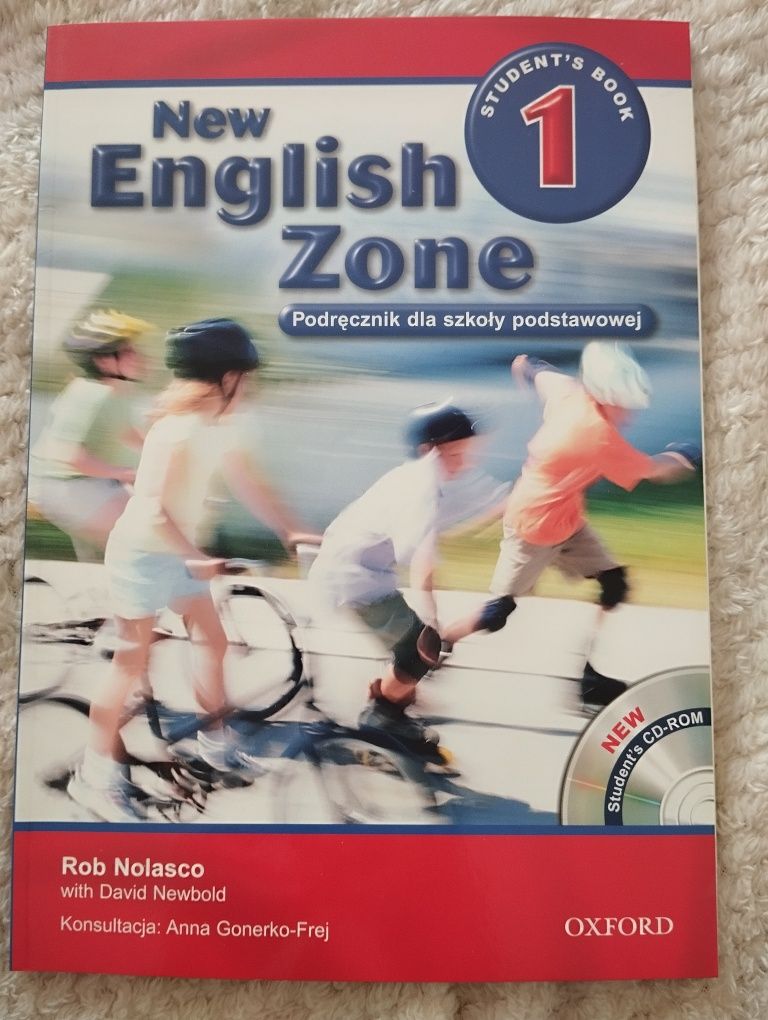 STUDENT'S BOOK
1
New
English
Zone
Podręcznik dla szkoły podstawowej
NEW
Student's CD-ROM
Rob Nolasco
with David Newbold
Konsultacja: Anna Gonerko-Frej
OXFORD